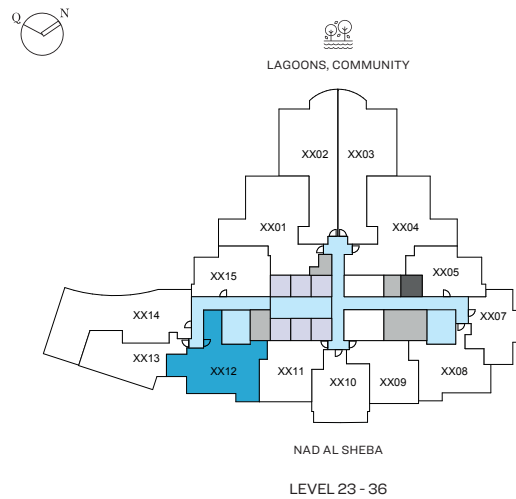 Q N
LAGOONS, COMMUNITY
XX02 XX03
XX01 XX04
XX15 XX05
XX14 XX07
XX13 XX12 XX11 XX10 XX09 XX08
NAD AL SHEBA
LEVEL 23 - 36